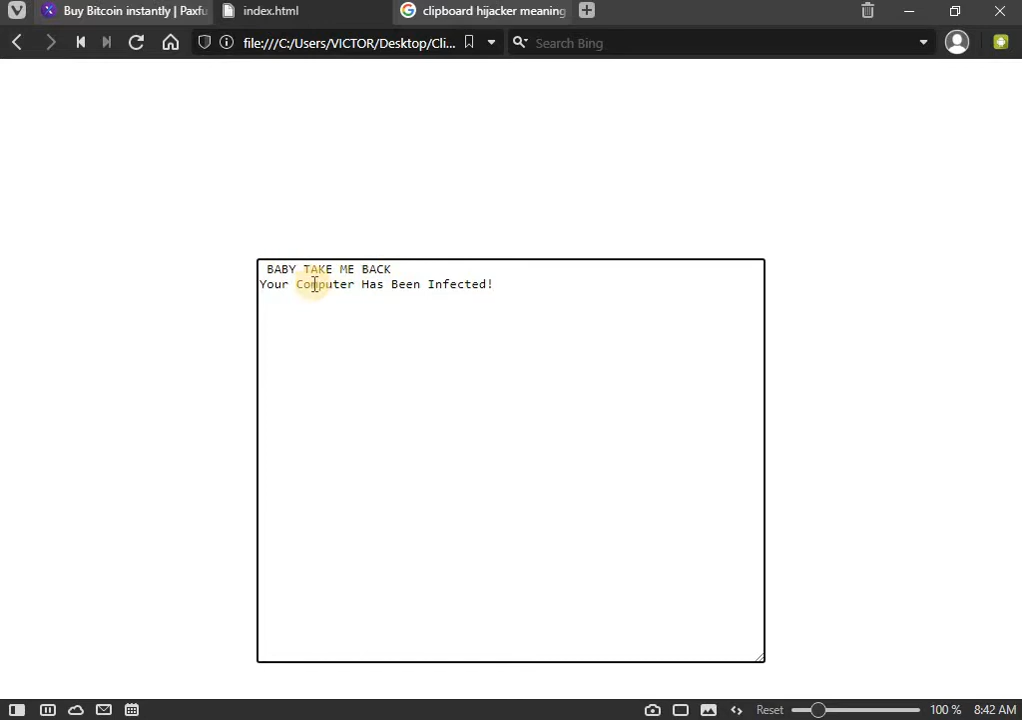 Buy Bitcoin instantly | Paxfu
index.html
clipboard hijacker meaning
file:///C:/Users/VICTOR/Desktop/Cli...
Search Bing
BABY TAKE ME BACK
Your Computer Has Been Infected!
Reset
100 %
8:42 AM